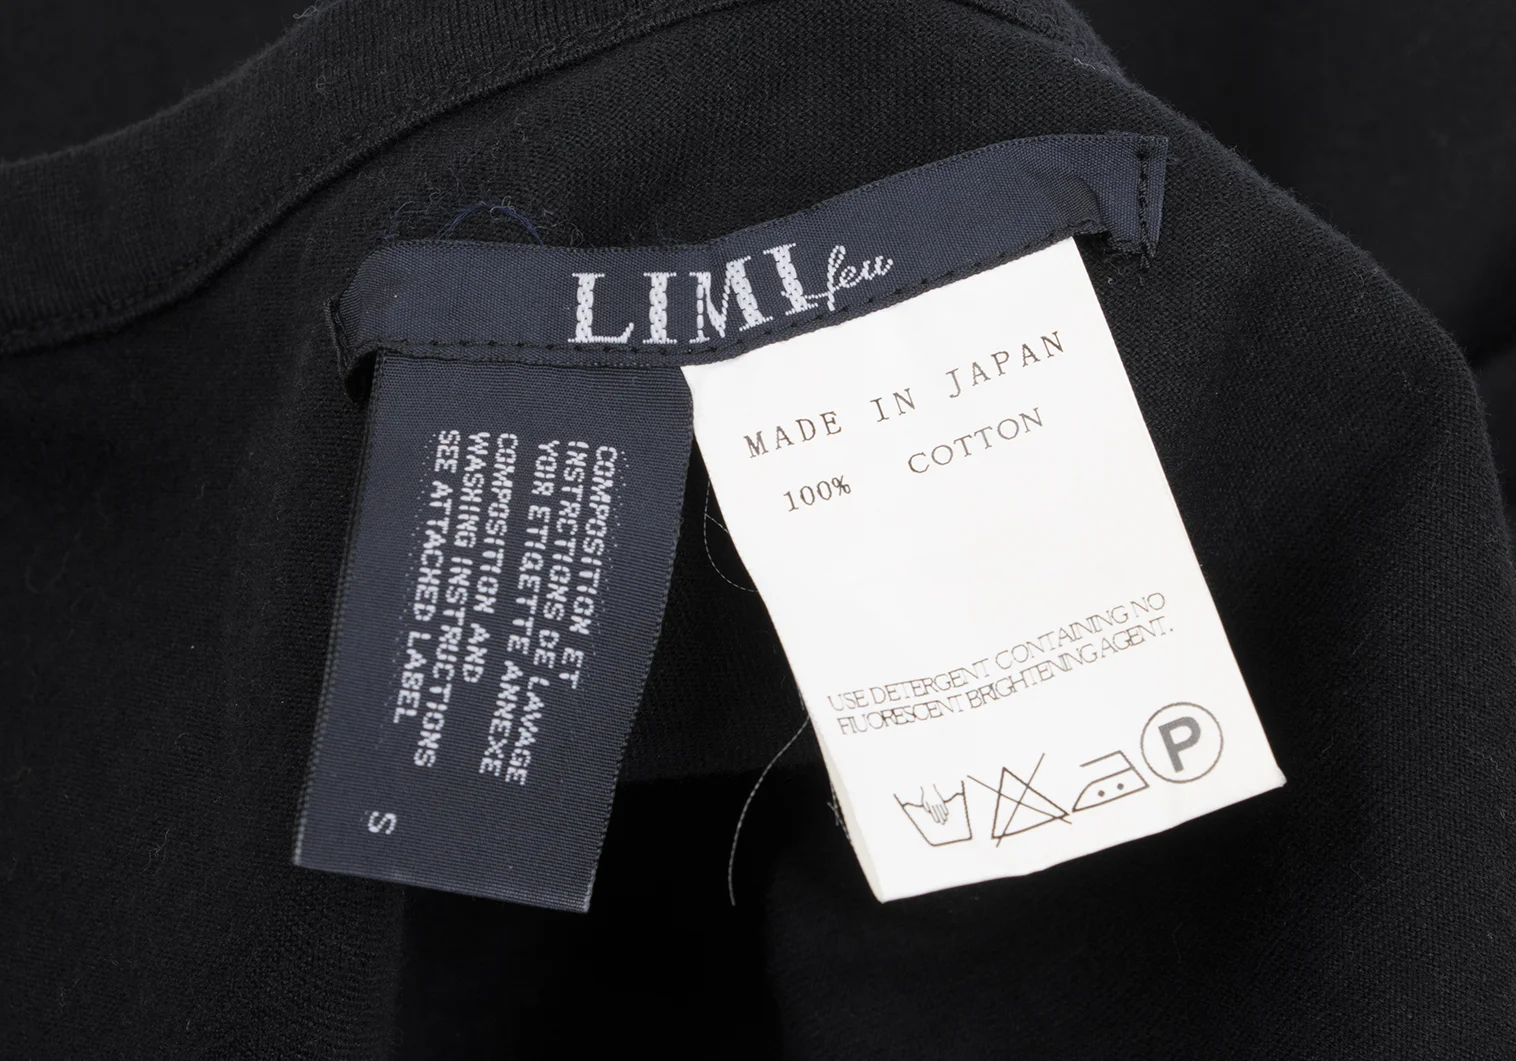 LIMI feu
COMPOSITION ET
INSTRCTIONS DE LAVAGE
VOIR ETIGETTE ANNEXE
COMPOSITION AND
WASHING INSTRUCTIONS
SEE ATTACHED LABEL
S
MADE IN JAPAN
100% COTTON
USE DETERGENT CONTAINING NO
FLUORESCENT BRIGHTENING AGENT.
P